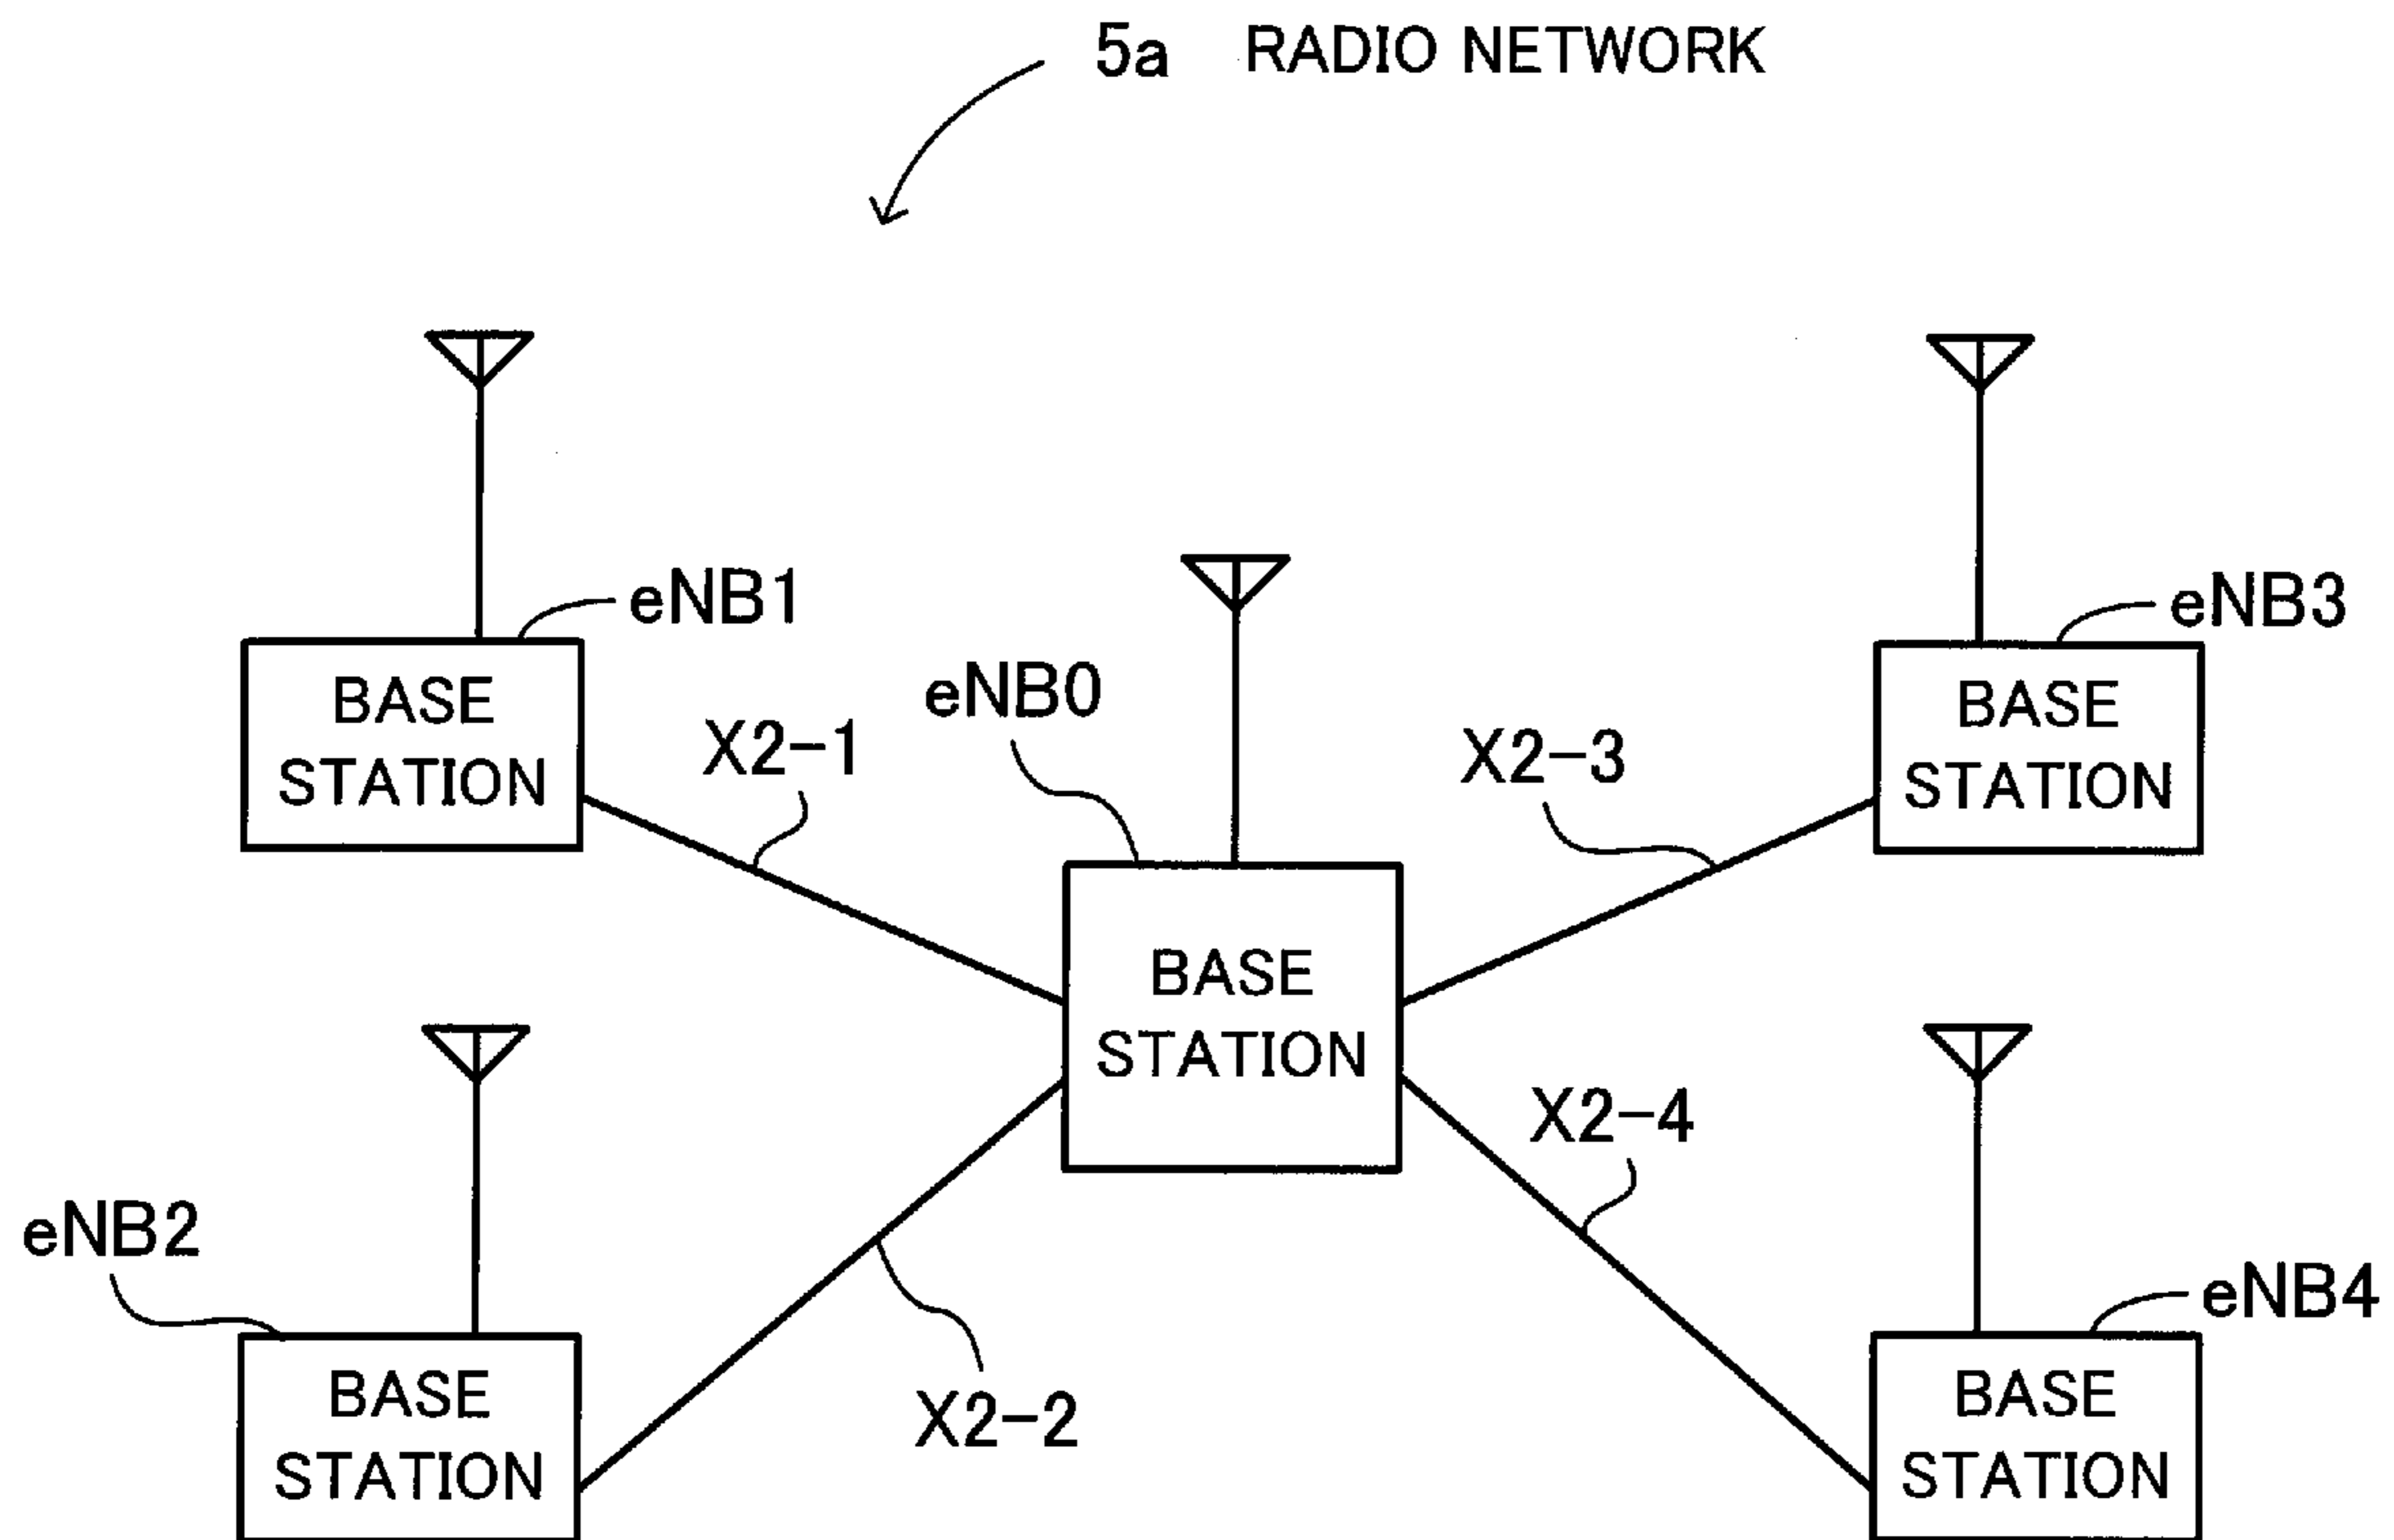 5a RADIO NETWORK
eNB1
eNB3
BASE
STATION
eNB0
BASE
STATION
X2-1
X2-3
BASE
STATION
X2-4
eNB2
eNB4
BASE
STATION
X2-2
BASE
STATION